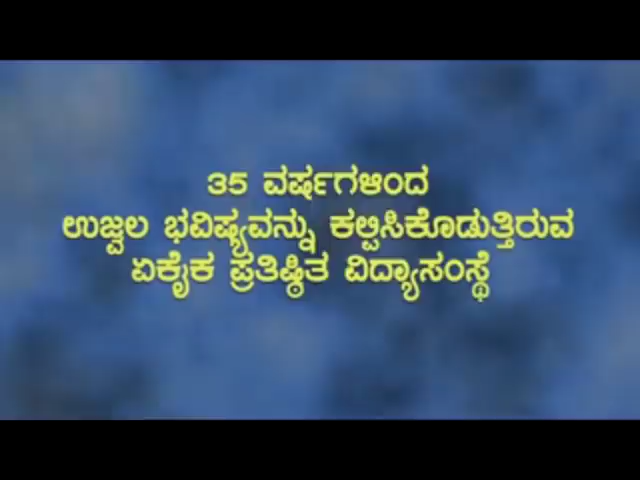 35 ವರ್ಷಗಳಿಂದ
ಉಜ್ವಲ ಭವಿಷ್ಯವನ್ನು ಕಲ್ಪಿಸಿಕೊಡುತ್ತಿರುವ
ಏಕೈಕ ಪ್ರತಿಷ್ಠಿತ ವಿದ್ಯಾಸಂಸ್ಥೆ